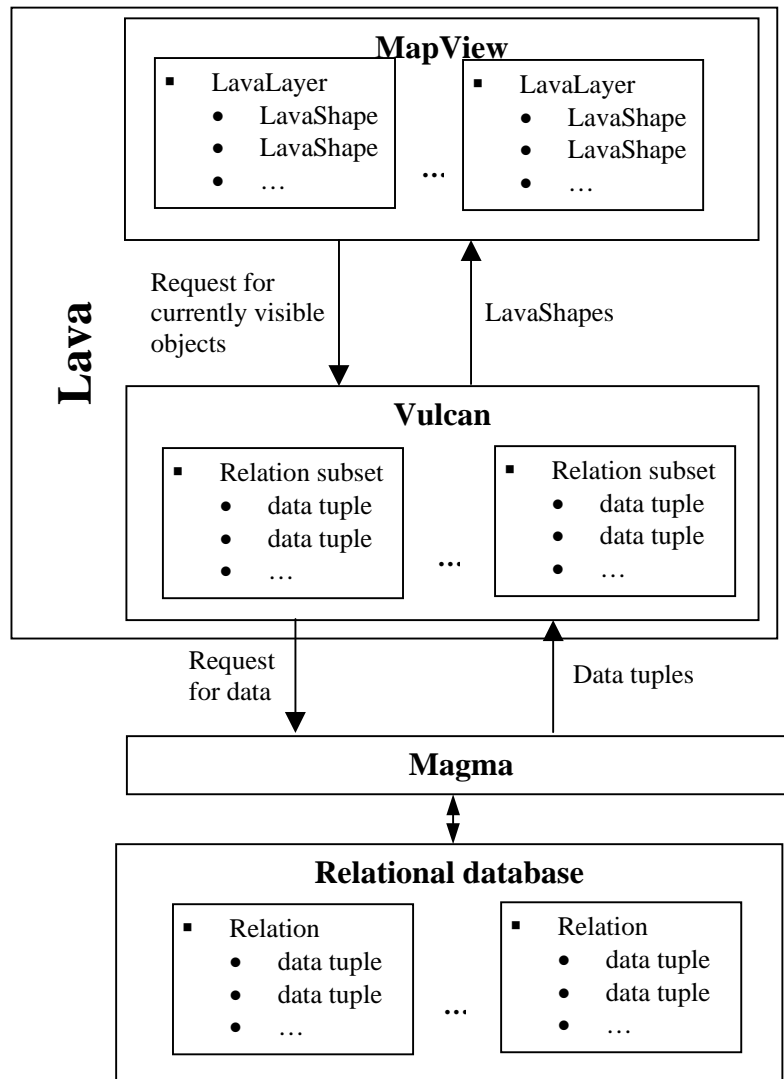 MapView
▪ LavaLayer
• LavaShape
• LavaShape
• …
...
▪ LavaLayer
• LavaShape
• LavaShape
• …
Request for
currently visible
objects
LavaShapes
Lava
Vulcan
▪ Relation subset
• data tuple
• data tuple
• …
...
▪ Relation subset
• data tuple
• data tuple
• …
Request
for data
Data tuples
Magma
Relational database
▪ Relation
• data tuple
• data tuple
• …
...
▪ Relation
• data tuple
• data tuple
• …